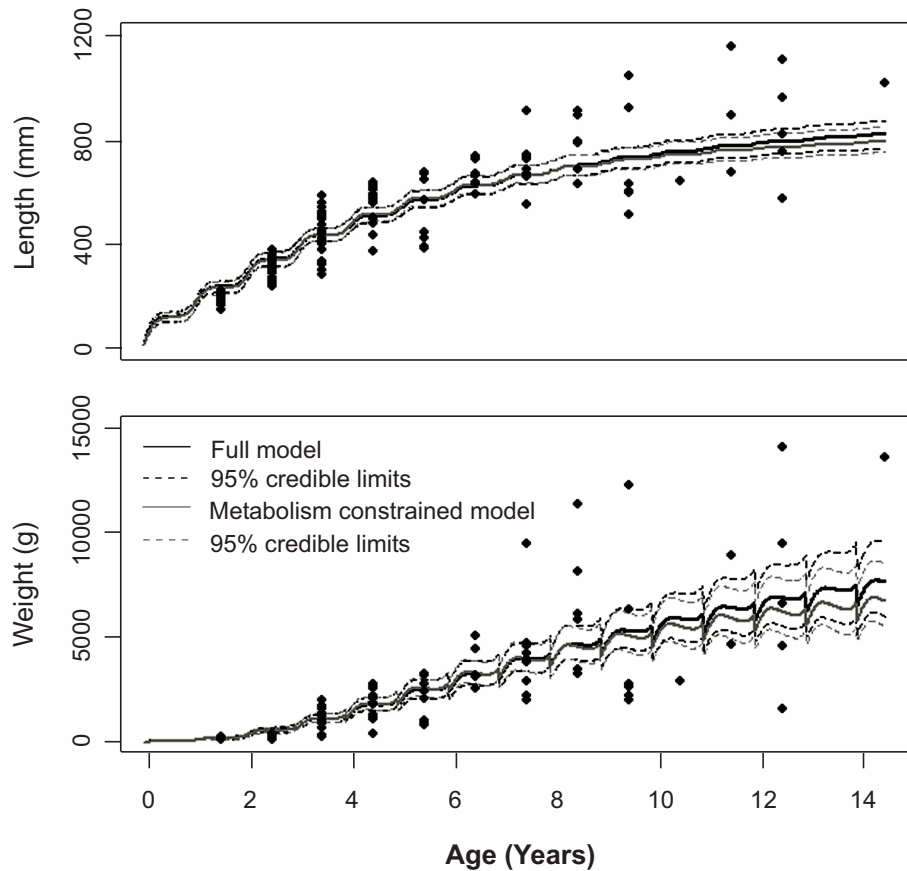 1200
800
400
0
Length (mm)
15000
10000
5000
0
Weight (g)
Full model
95% credible limits
Metabolism constrained model
95% credible limits
0 2 4 6 8 10 12 14
Age (Years)